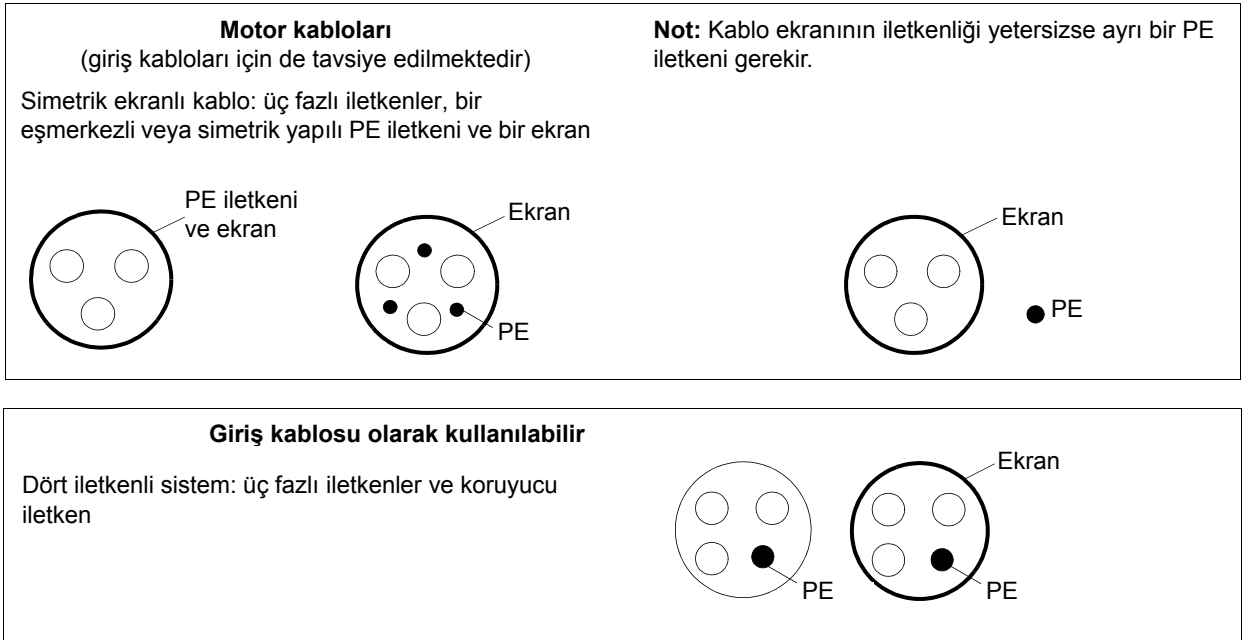 Motor kabloları
(giriş kabloları için de tavsiye edilmektedir)
Simetrik ekranlı kablo: üç fazlı iletkenler, bir
eşmerkezli veya simetrik yapılı PE iletkeni ve bir ekran
Not: Kablo ekranının iletkenliği yetersizse ayrı bir PE
iletkeni gerekir.
PE iletkeni
ve ekran
Ekran
PE
Ekran
PE
Giriş kablosu olarak kullanılabilir
Dört iletkenli sistem: üç fazlı iletkenler ve koruyucu
iletken
Ekran
PE
PE